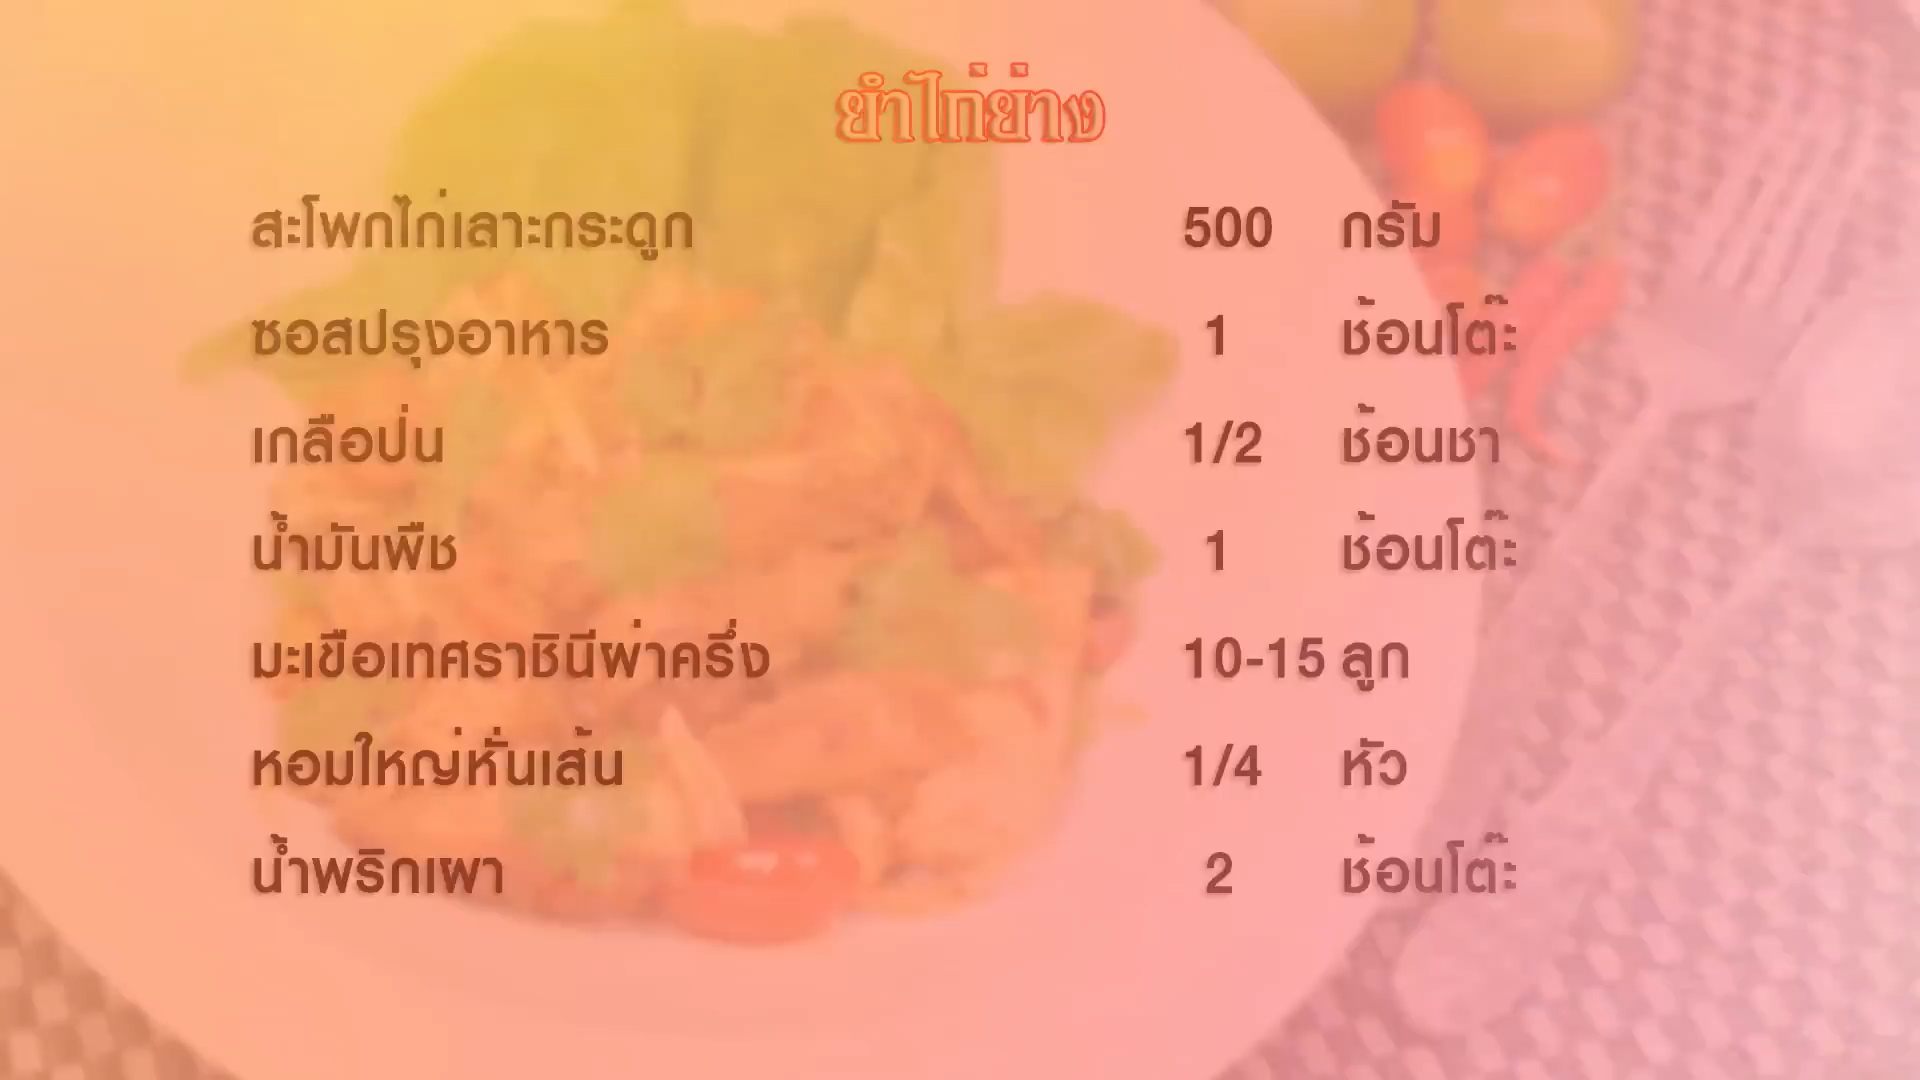 ยำไก่ย่าง
สะโพกไก่เลาะกระดูก 500 กรัม
ซอสปรุงอาหาร 1 ช้อนโต๊ะ
เกลือป่น 1/2 ช้อนชา
น้ำมันพืช 1 ช้อนโต๊ะ
มะเขือเทศราชินีผ่าครึ่ง 10-15 ลูก
หอมใหญ่หั่นเส้น 1/4 หัว
น้ำพริกเผา 2 ช้อนโต๊ะ